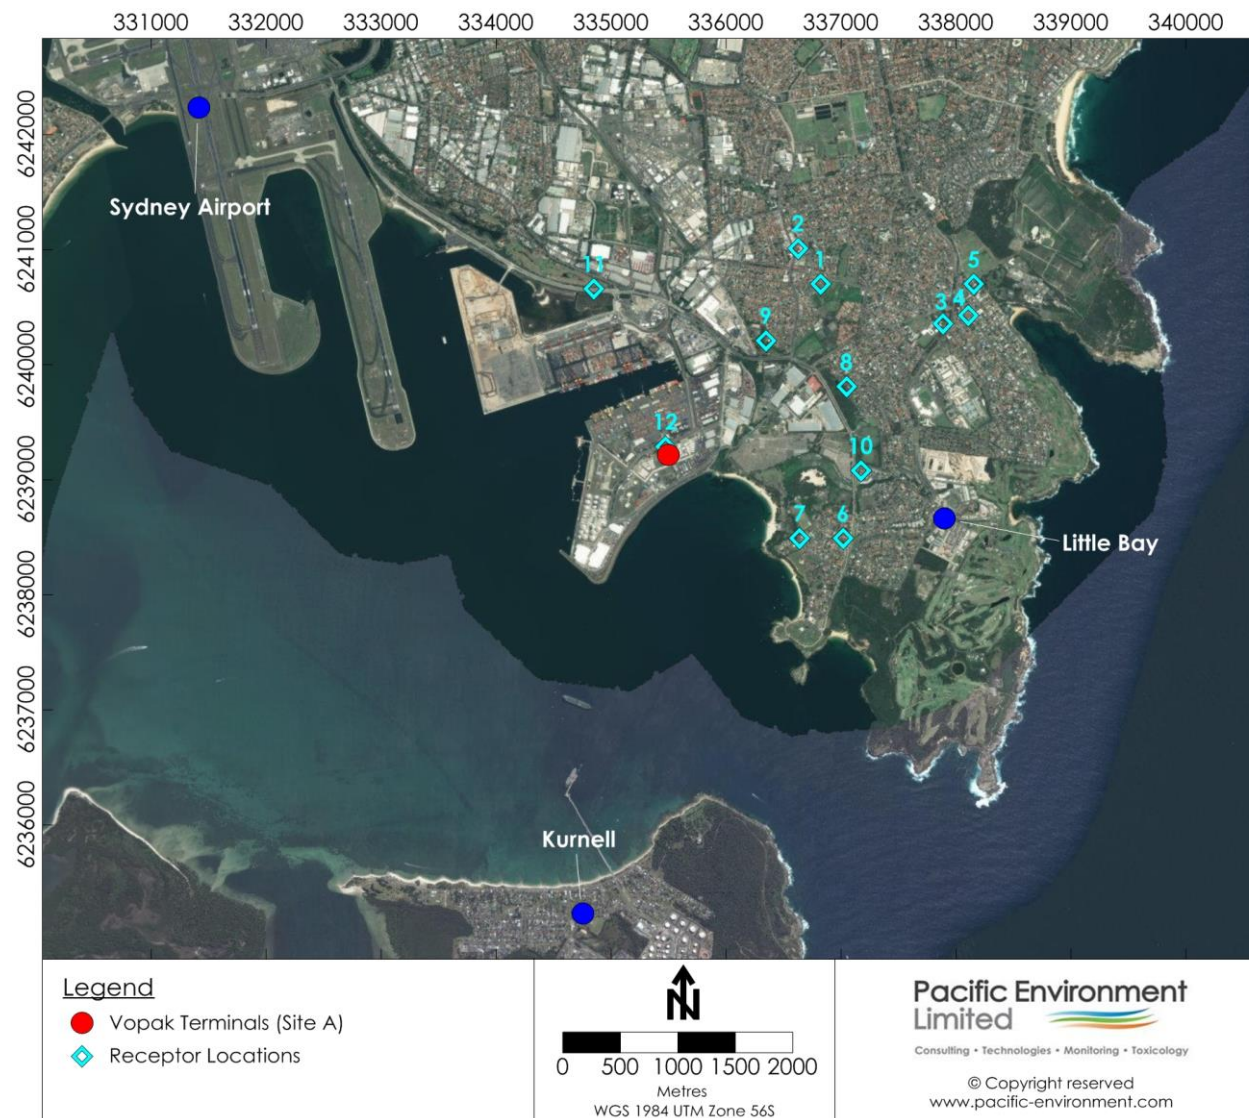 331000 332000 333000 334000 335000 336000 337000 338000 339000 340000
6242000
6241000
6240000
6239000
6238000
6237000
6236000
Sydney Airport
2
1
5
11
4
3
9
8
12
10
7
6
Little Bay
Kurnell
Legend
Vopak Terminals (Site A)
Receptor Locations
N
0 500 1000 1500 2000
Metres
WGS 1984 UTM Zone 56S
Pacific Environment
Limited
Consulting • Technologies • Monitoring • Toxicology
© Copyright reserved
www.pacific-environment.com